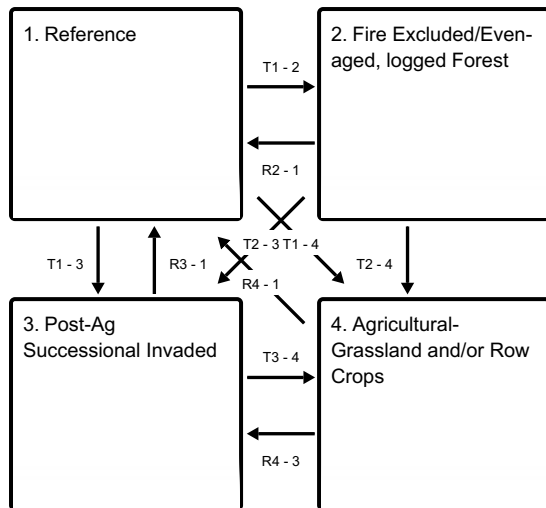 1. Reference
2. Fire Excluded/Even-
aged, logged Forest
T1 - 2
R2 - 1
T2 - 3 T1 - 4
T1 - 3
R3 - 1
R4 - 1
T2 - 4
3. Post-Ag
Successional Invaded
4. Agricultural-
Grassland and/or Row
Crops
T3 - 4
R4 - 3